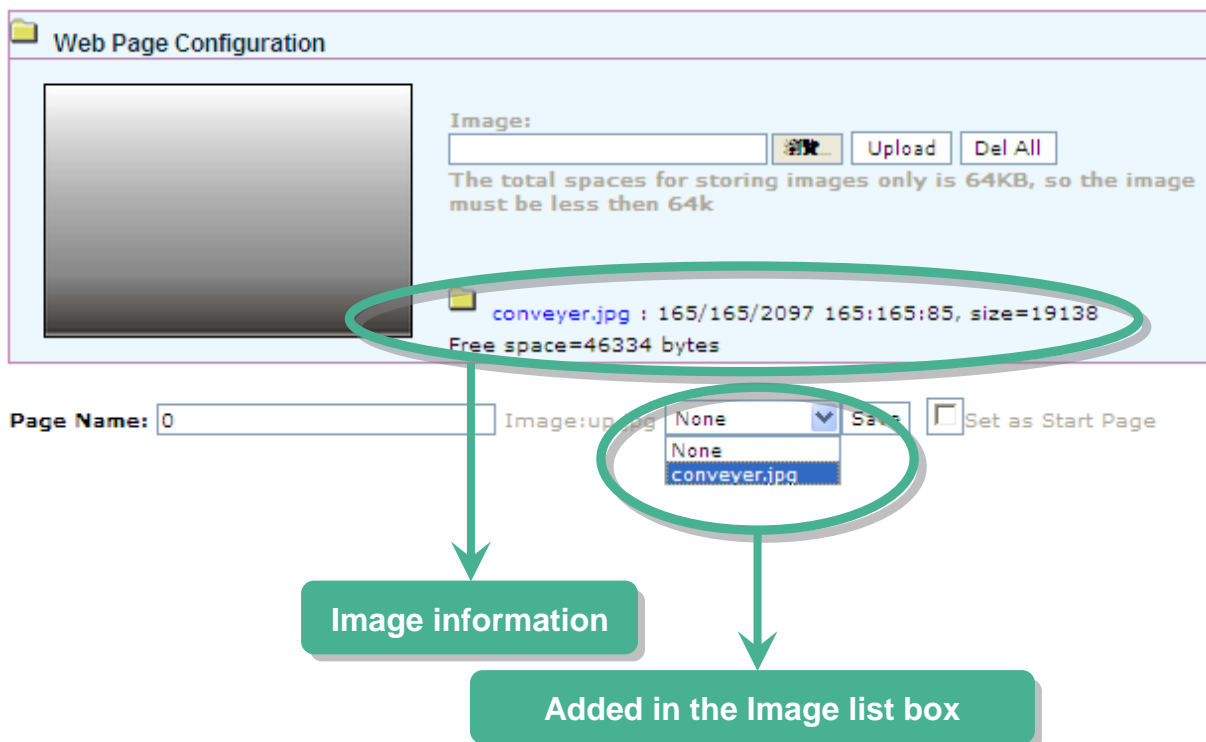 Web Page Configuration
Image:
Upload Del All
The total spaces for storing images only is 64KB, so the image
must be less then 64k
conveyer.jpg : 165/165/2097 165:165:85, size=19138
Free space=46334 bytes
Page Name: 0 Image:up.jpg None Save Set as Start Page
None
conveyer.jpg
Image information
Added in the Image list box